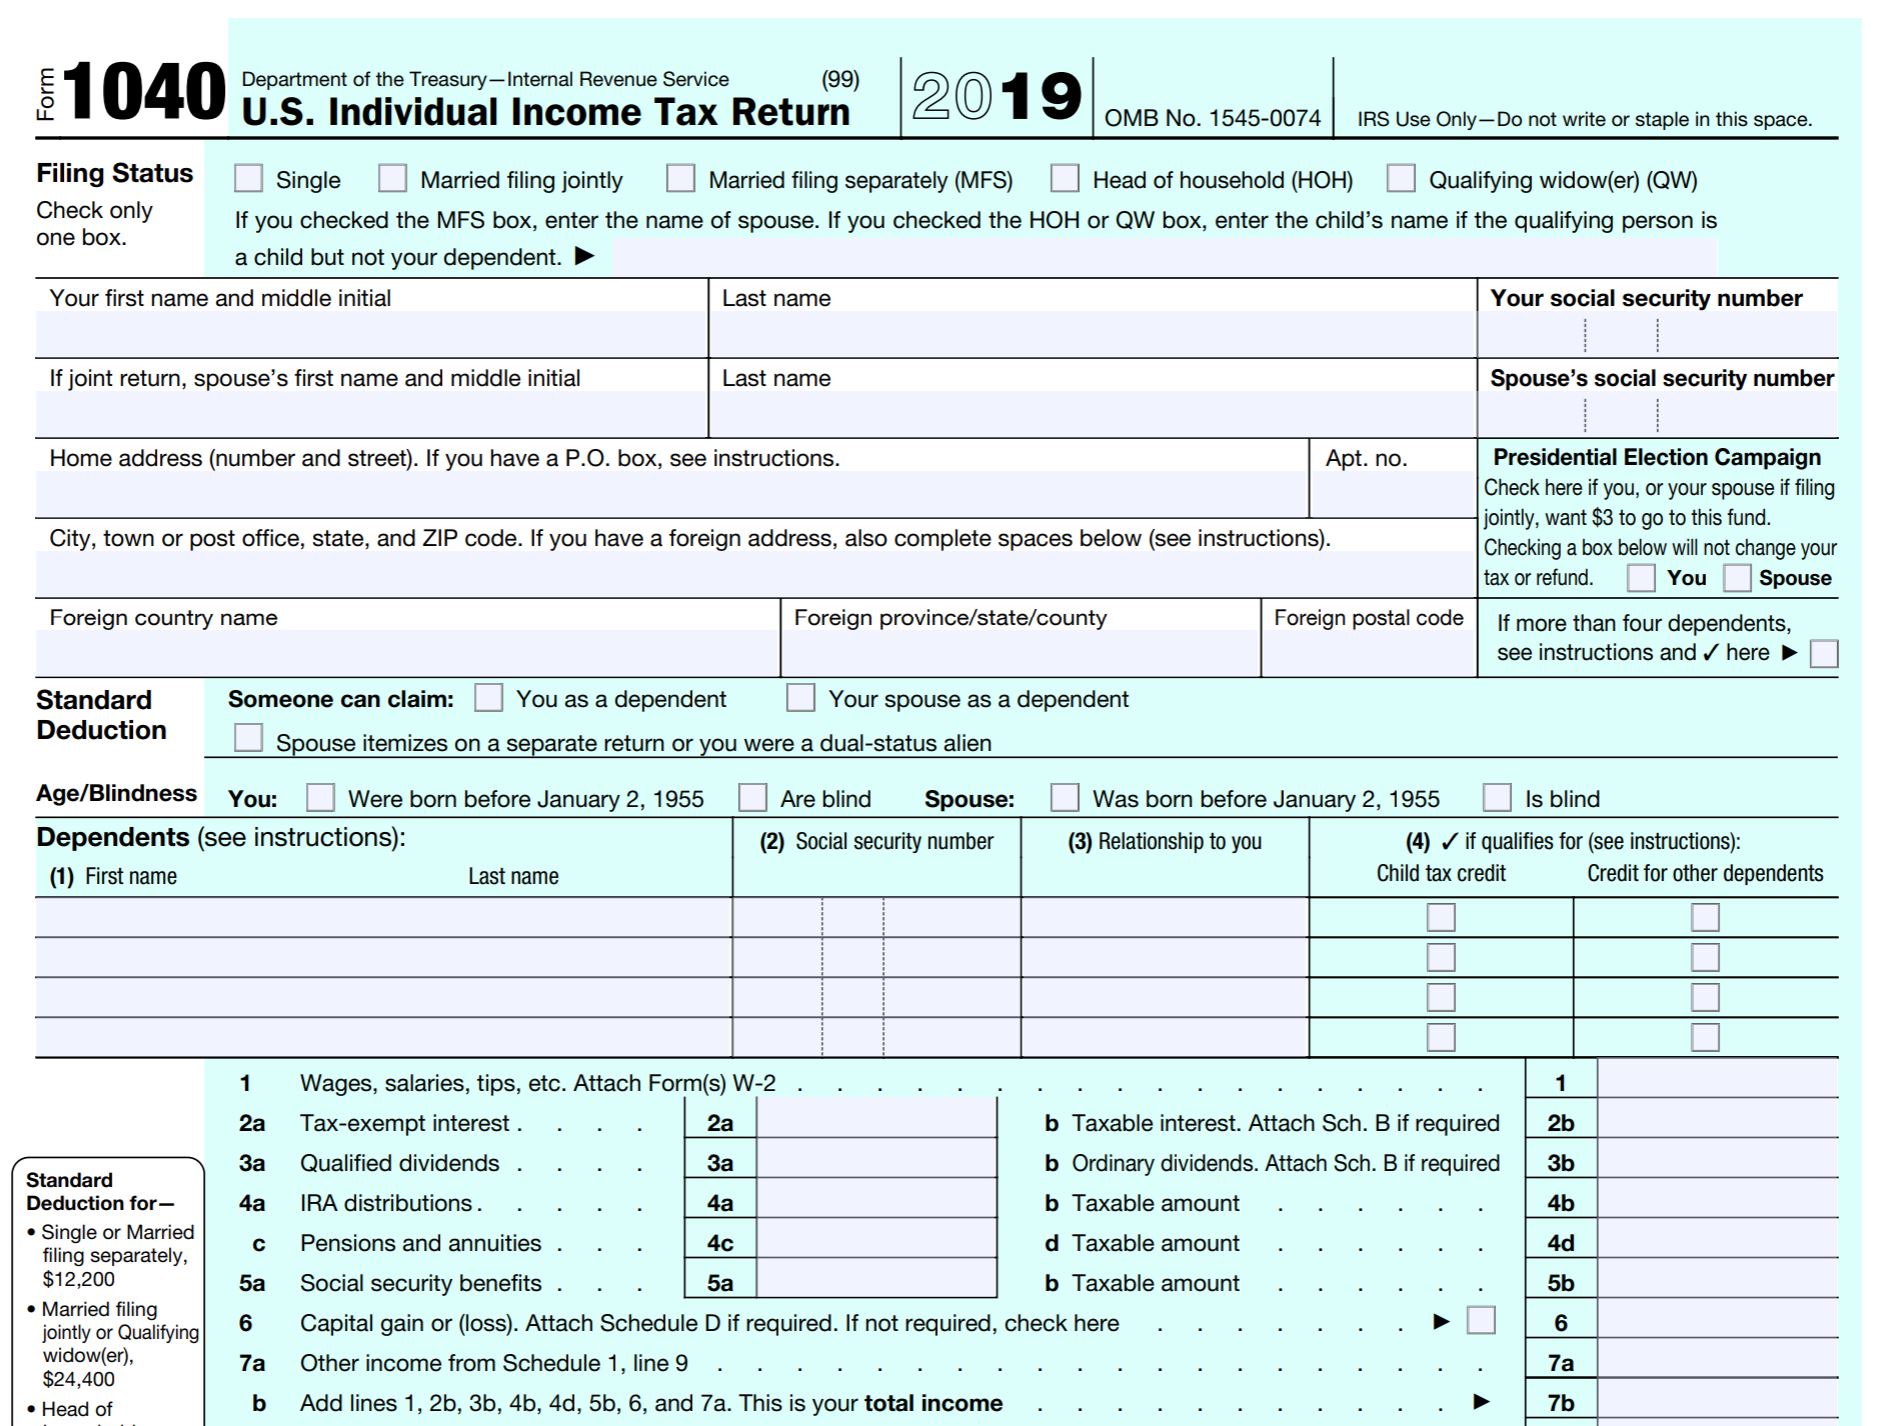 Form 1040 Department of the Treasury—Internal Revenue Service (99)
U.S. Individual Income Tax Return 2019 OMB No. 1545-0074 IRS Use Only—Do not write or staple in this space.
Filing Status
Check only
one box.
Single Married filing jointly Married filing separately (MFS) Head of household (HOH) Qualifying widow(er) (QW)
If you checked the MFS box, enter the name of spouse. If you checked the HOH or QW box, enter the child's name if the qualifying person is
a child but not your dependent. ▶
Your first name and middle initial Last name Your social security number
If joint return, spouse's first name and middle initial Last name Spouse's social security number
Home address (number and street). If you have a P.O. box, see instructions. Apt. no.
Presidential Election Campaign
Check here if you, or your spouse if filing
jointly, want $3 to go to this fund.
Checking a box below will not change your
tax or refund. You Spouse
City, town or post office, state, and ZIP code. If you have a foreign address, also complete spaces below (see instructions).
Foreign country name Foreign province/state/county Foreign postal code
If more than four dependents,
see instructions and ✓ here ▶
Standard
Deduction
Someone can claim: You as a dependent Your spouse as a dependent
Spouse itemizes on a separate return or you were a dual-status alien
Age/Blindness You: Were born before January 2, 1955 Are blind Spouse: Was born before January 2, 1955 Is blind
Dependents (see instructions): (2) Social security number (3) Relationship to you (4) ✓ if qualifies for (see instructions):
(1) First name Last name Child tax credit Credit for other dependents
1 Wages, salaries, tips, etc. Attach Form(s) W-2 . . . . . . . . . . . . . . . . . . 1
2a Tax-exempt interest . . . . 2a b Taxable interest. Attach Sch. B if required 2b
3a Qualified dividends . . . . 3a b Ordinary dividends. Attach Sch. B if required 3b
4a IRA distributions . . . . . 4a b Taxable amount . . . . . . 4b
c Pensions and annuities . . . 4c d Taxable amount . . . . . . 4d
5a Social security benefits . . . 5a b Taxable amount . . . . . . 5b
6 Capital gain or (loss). Attach Schedule D if required. If not required, check here . . . . . . . ▶ 6
7a Other income from Schedule 1, line 9 . . . . . . . . . . . . . . . . . . . . 7a
b Add lines 1, 2b, 3b, 4b, 4d, 5b, 6, and 7a. This is your total income . . . . . . . . . . . ▶ 7b
Standard
Deduction for—
• Single or Married
filing separately,
$12,200
• Married filing
jointly or Qualifying
widow(er),
$24,400
• Head of